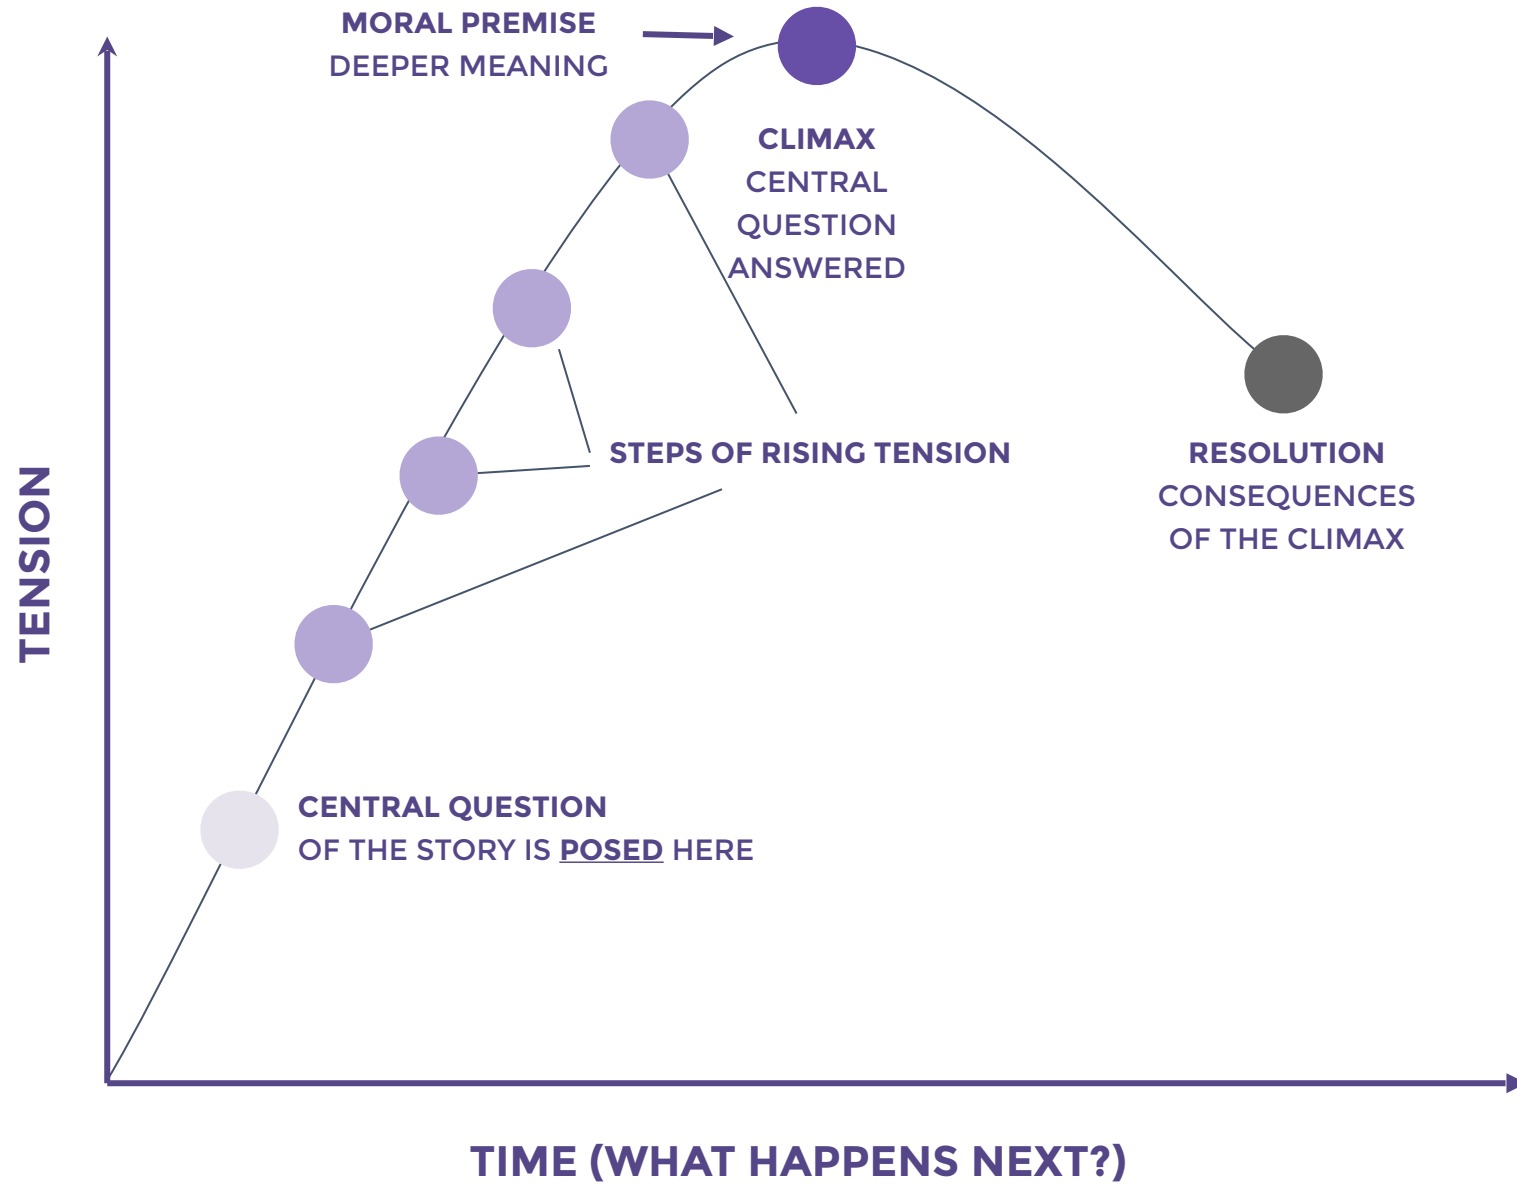 MORAL PREMISE
DEEPER MEANING
CLIMAX
CENTRAL
QUESTION
ANSWERED
STEPS OF RISING TENSION
RESOLUTION
CONSEQUENCES
OF THE CLIMAX
TENSION
CENTRAL QUESTION
OF THE STORY IS POSED HERE
TIME (WHAT HAPPENS NEXT?)